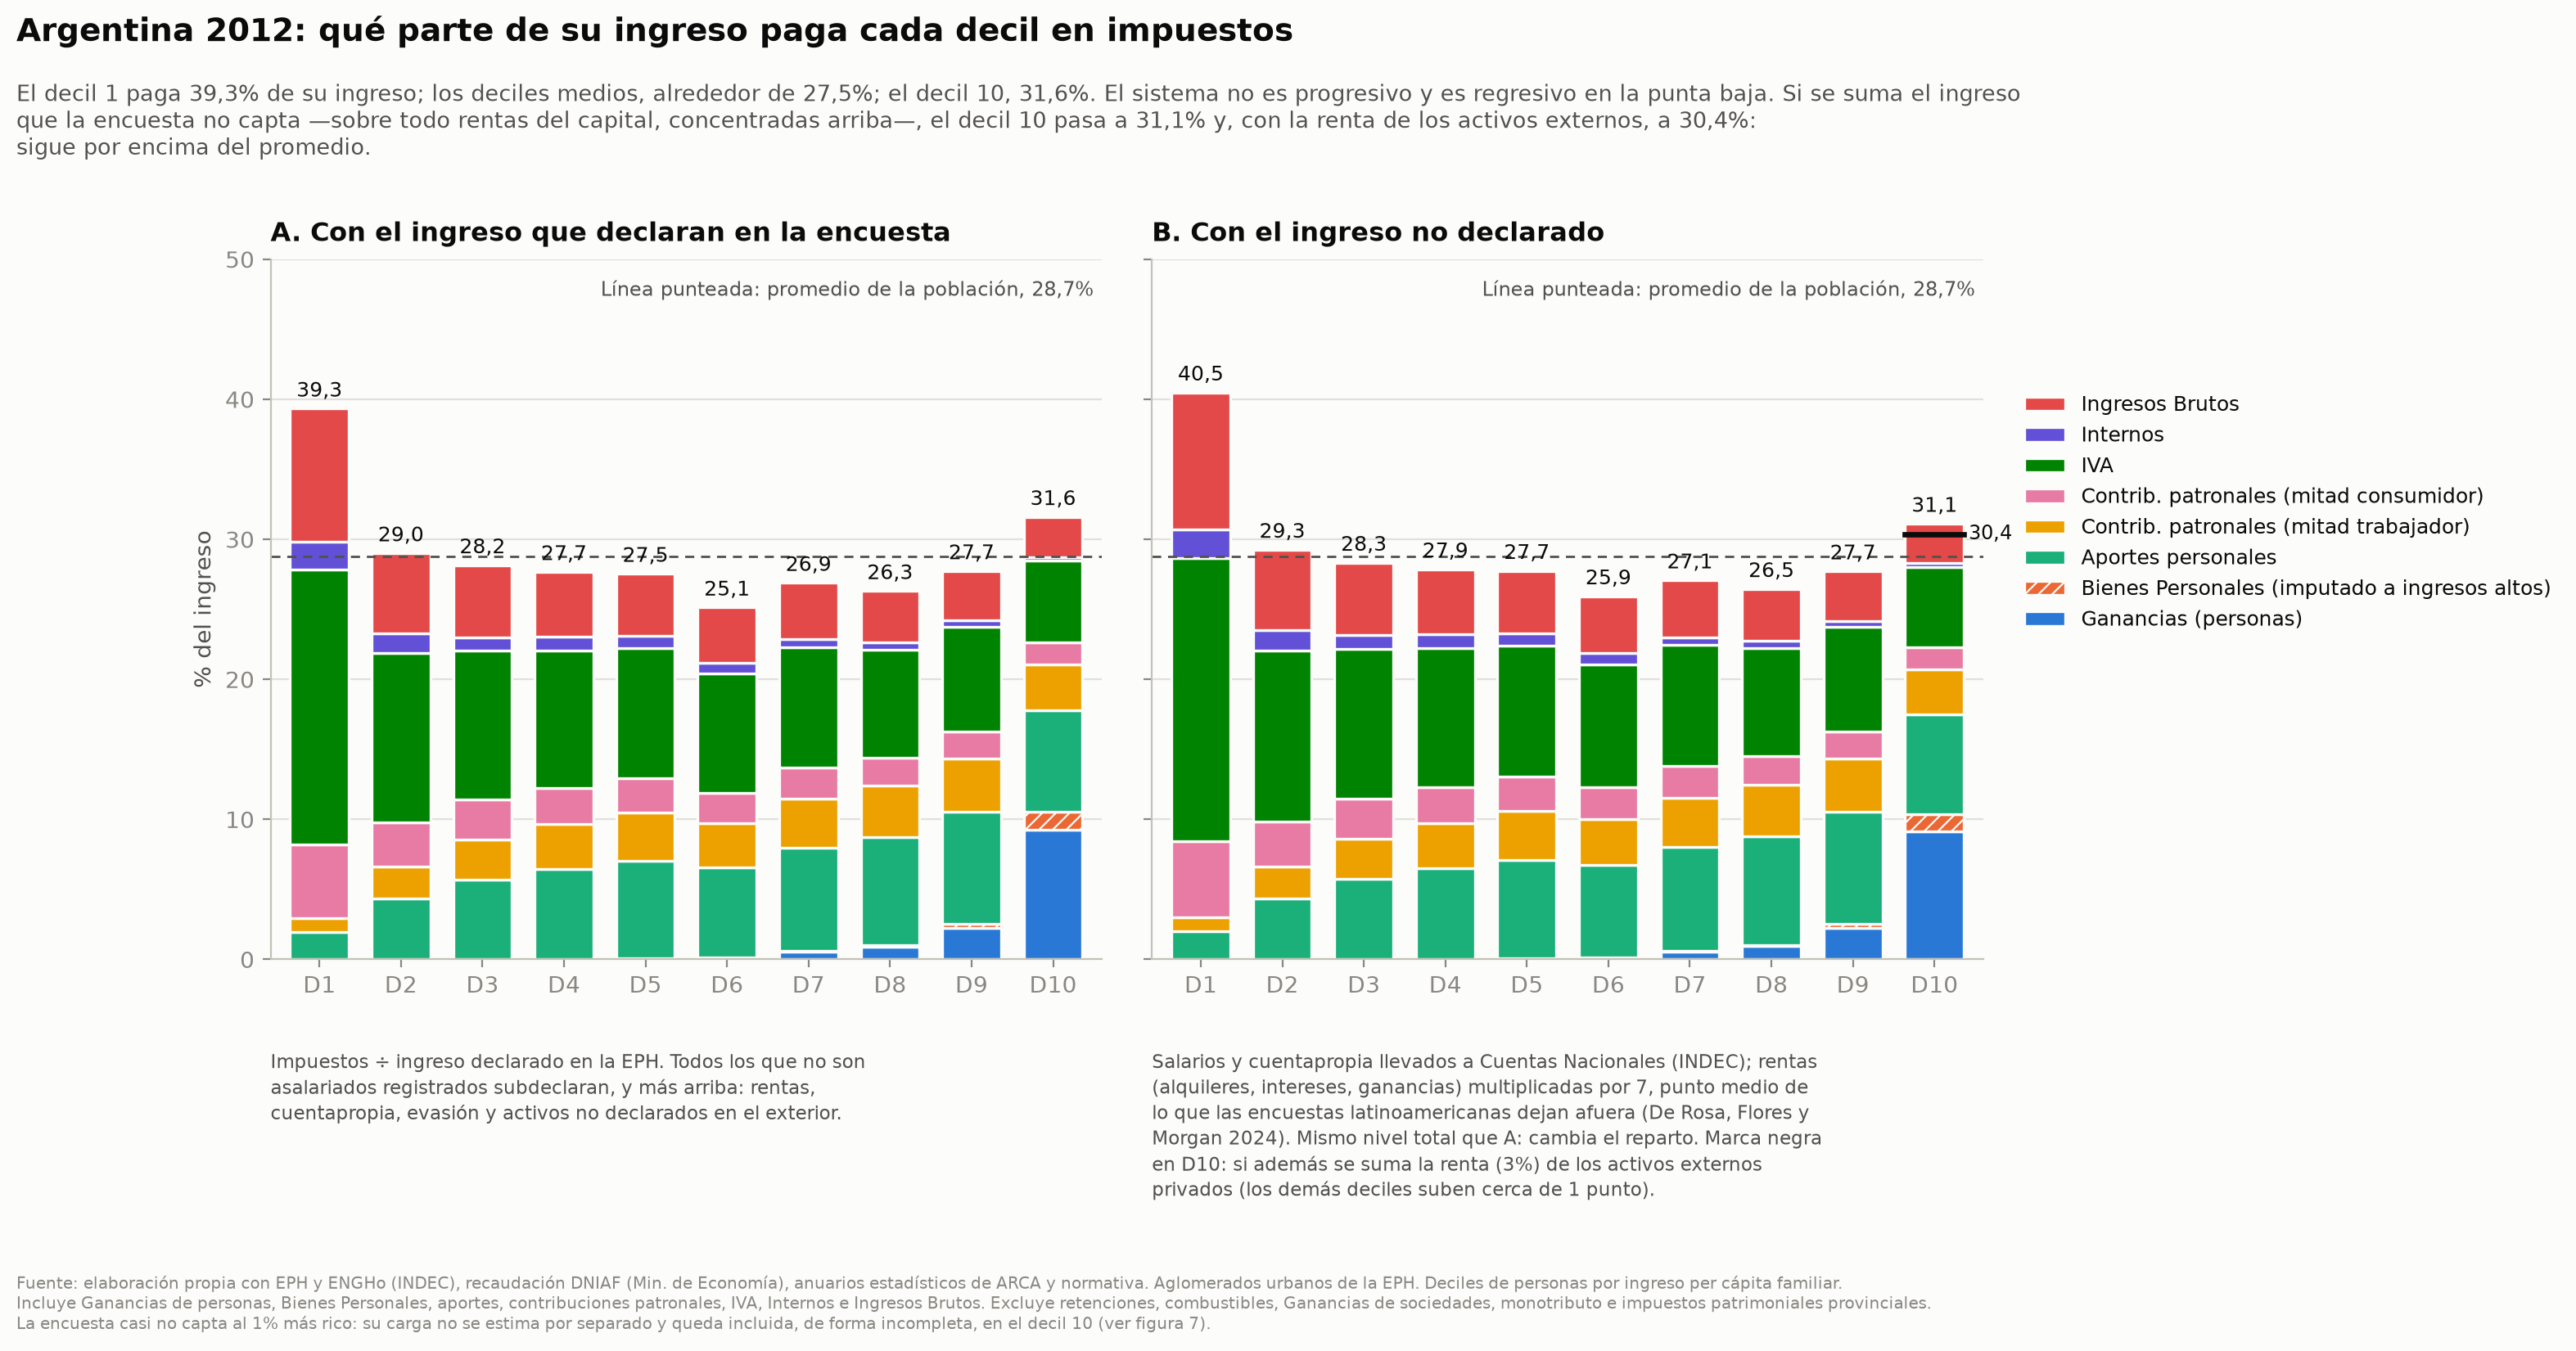 Argentina 2012: qué parte de su ingreso paga cada decil en impuestos
El decil 1 paga 39,3% de su ingreso; los deciles medios, alrededor de 27,5%; el decil 10, 31,6%. El sistema no es progresivo y es regresivo en la punta baja. Si se suma el ingreso
que la encuesta no capta —sobre todo rentas del capital, concentradas arriba—, el decil 10 pasa a 31,1% y, con la renta de los activos externos, a 30,4%:
sigue por encima del promedio.
A. Con el ingreso que declaran en la encuesta
Línea punteada: promedio de la población, 28,7%
% del ingreso
50
40
30
20
10
0
39,3
29,0
28,2
27,7
27,5
25,1
26,9
26,3
27,7
31,6
D1 D2 D3 D4 D5 D6 D7 D8 D9 D10
Impuestos ÷ ingreso declarado en la EPH. Todos los que no son
asalariados registrados subdeclaran, y más arriba: rentas,
cuentapropia, evasión y activos no declarados en el exterior.
B. Con el ingreso no declarado
Línea punteada: promedio de la población, 28,7%
40,5
29,3
28,3
27,9
27,7
25,9
27,1
26,5
27,7
31,1
30,4
D1 D2 D3 D4 D5 D6 D7 D8 D9 D10
Salarios y cuentapropia llevados a Cuentas Nacionales (INDEC); rentas
(alquileres, intereses, ganancias) multiplicadas por 7, punto medio de
lo que las encuestas latinoamericanas dejan afuera (De Rosa, Flores y
Morgan 2024). Mismo nivel total que A: cambia el reparto. Marca negra
en D10: si además se suma la renta (3%) de los activos externos
privados (los demás deciles suben cerca de 1 punto).
Ingresos Brutos
Internos
IVA
Contrib. patronales (mitad consumidor)
Contrib. patronales (mitad trabajador)
Aportes personales
Bienes Personales (imputado a ingresos altos)
Ganancias (personas)
Fuente: elaboración propia con EPH y ENGHo (INDEC), recaudación DNIAF (Min. de Economía), anuarios estadísticos de ARCA y normativa. Aglomerados urbanos de la EPH. Deciles de personas por ingreso per cápita familiar.
Incluye Ganancias de personas, Bienes Personales, aportes, contribuciones patronales, IVA, Internos e Ingresos Brutos. Excluye retenciones, combustibles, Ganancias de sociedades, monotributo e impuestos patrimoniales provinciales.
La encuesta casi no capta al 1% más rico: su carga no se estima por separado y queda incluida, de forma incompleta, en el decil 10 (ver figura 7).